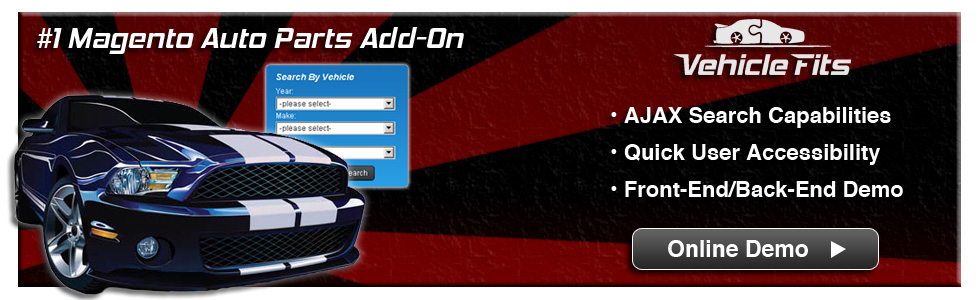 #1 Magento Auto Parts Add-On
Search By Vehicle
Year:
-please select-
Make:
-please select-
earch
Vehicle Fits
• AJAX Search Capabilities
• Quick User Accessibility
• Front-End/Back-End Demo
Online Demo